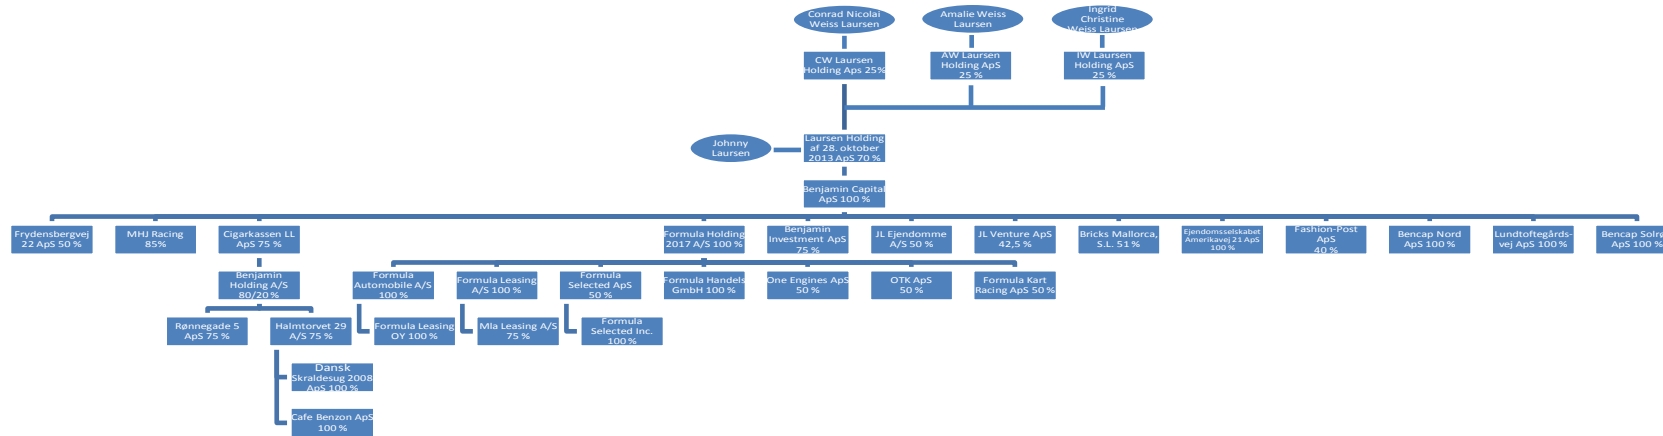 Conrad Nicolai
Weiss Laursen
Amalie Weiss
Laursen
Ingrid
Christine
Weiss Laursen
CW Laursen
Holding Aps 25%
AW Laursen
Holding ApS
25 %
IW Laursen
Holding ApS
25 %
Johnny
Laursen
Laursen Holding
af 28. oktober
2013 ApS 70 %
Benjamin Capital
ApS 100 %
Frydensbergvej
22 ApS 50 %
MHJ Racing
85%
Cigarkassen LL
ApS 75 %
Formula Holding
2017 A/S 100 %
Benjamin
Investment ApS
75 %
JL Ejendomme
A/S 50 %
JL Venture ApS
42,5 %
Bricks Mallorca,
S.L. 51 %
Ejendomsselskabet
Amerikavej 21 ApS
100 %
Fashion-Post
ApS
40 %
Bencap Nord
ApS 100 %
Lundtoftegårds-
vej ApS 100 %
Bencap Solrø
ApS 100 %
Benjamin
Holding A/S
80/20 %
Formula
Automobile A/S
100 %
Formula Leasing
A/S 100 %
Formula
Selected ApS
50 %
Formula Handels
GmbH 100 %
One Engines ApS
50 %
OTK ApS
50 %
Formula Kart
Racing ApS 50 %
Rønnegade 5
ApS 75 %
Halmtorvet 29
A/S 75 %
Formula Leasing
OY 100 %
Mla Leasing A/S
75 %
Formula
Selected Inc.
100 %
Dansk
Skraldesug 2008
ApS 100 %
Cafe Benzon ApS
100 %